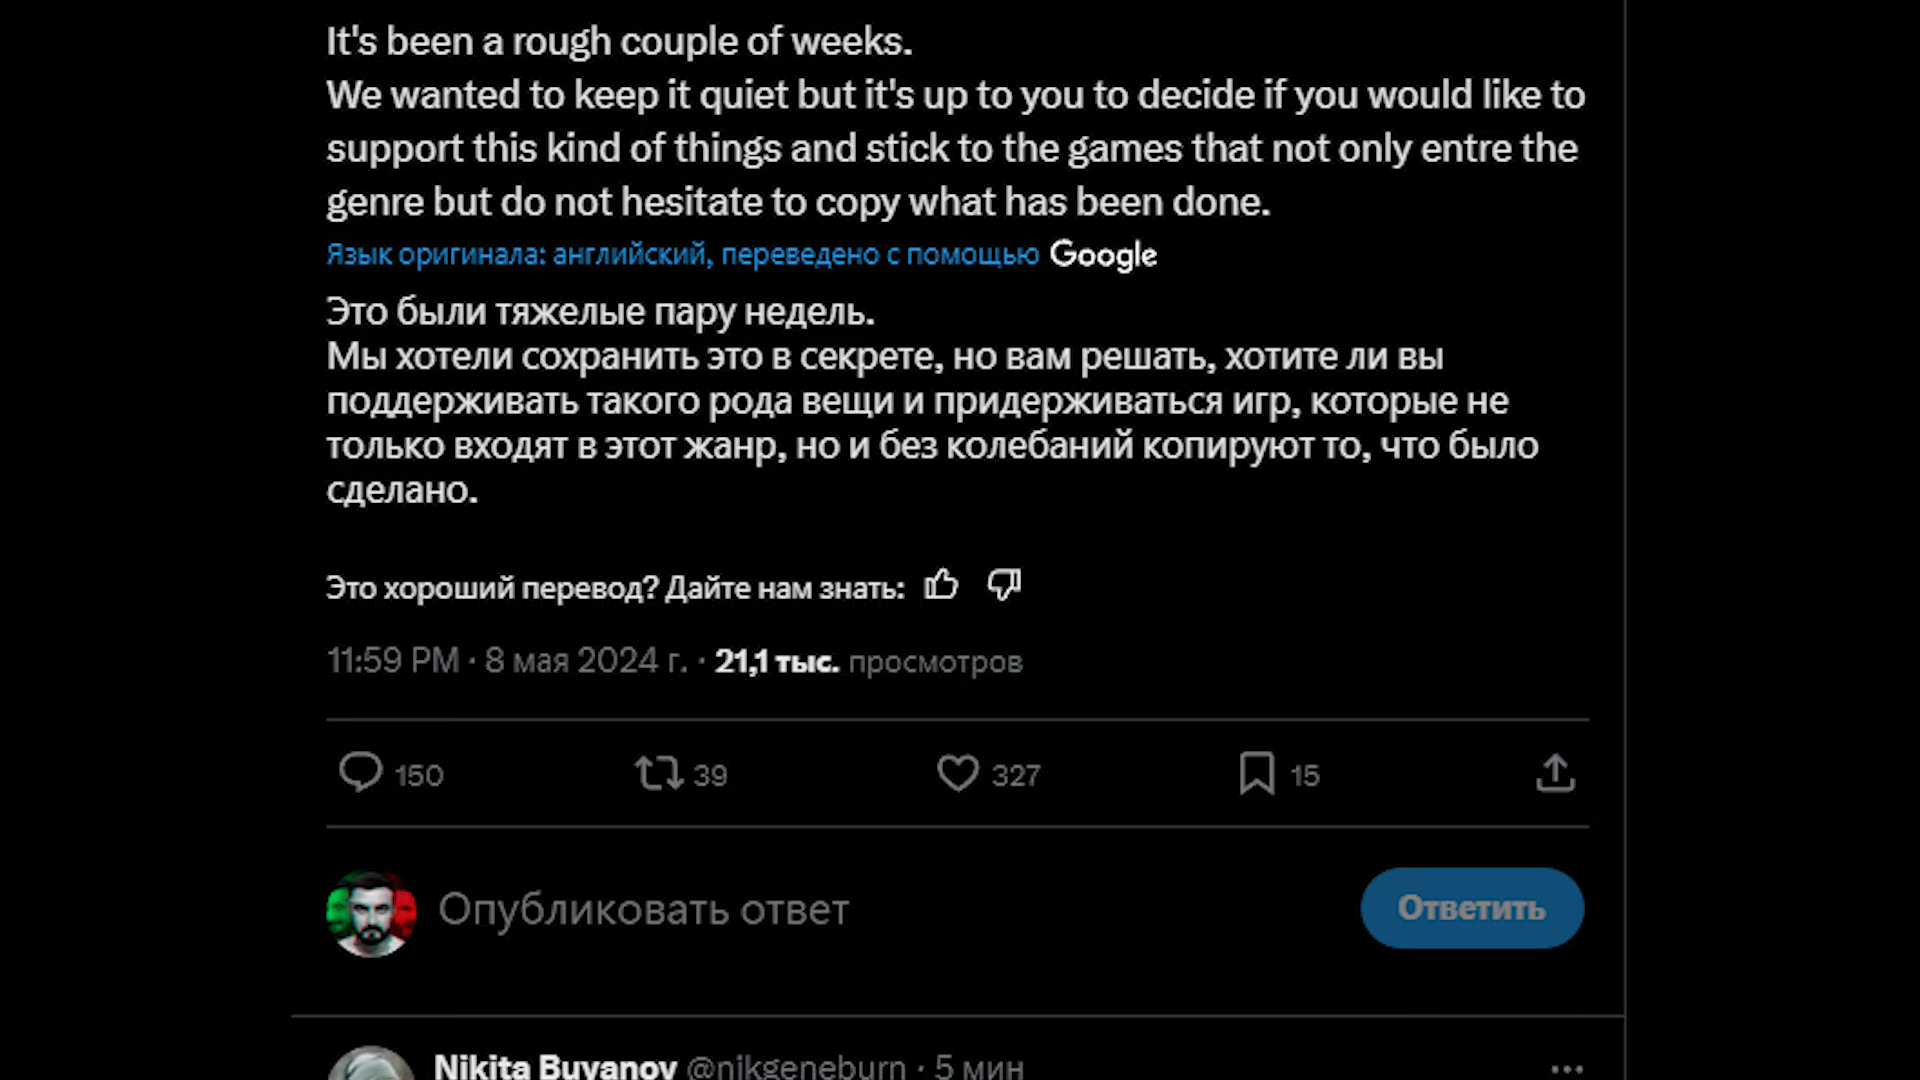 It's been a rough couple of weeks.
We wanted to keep it quiet but it's up to you to decide if you would like to
support this kind of things and stick to the games that not only entre the
genre but do not hesitate to copy what has been done.
Язык оригинала: английский, переведено с помощью Google
Это были тяжелые пару недель.
Мы хотели сохранить это в секрете, но вам решать, хотите ли вы
поддерживать такого рода вещи и придерживаться игр, которые не
только входят в этот жанр, но и без колебаний копируют то, что было
сделано.
Это хороший перевод? Дайте нам знать:
11:59 PM · 8 мая 2024 г. · 21,1 тыс. просмотров
150 39 327 15
Опубликовать ответ Ответить
Nikita Buyanov @nikgeneburn · 5 мин